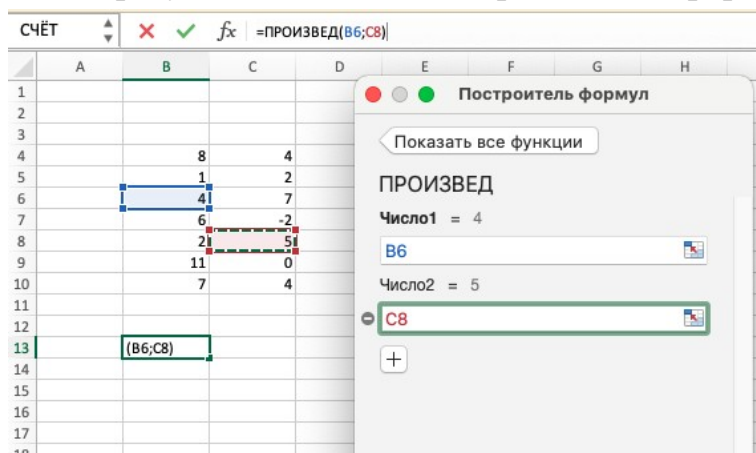 СЧЁТ fx =ПРОИЗВЕД(B6;C8)
A B C D E F G H
1
2
3
4 8 4
5 1 2
6 4 7
7 6 -2
8 2 5
9 11 0
10 7 4
11
12
13 (B6;C8)
14
15
16
17
Построитель формул
Показать все функции
ПРОИЗВЕД
Число1 = 4
B6
Число2 = 5
C8
+